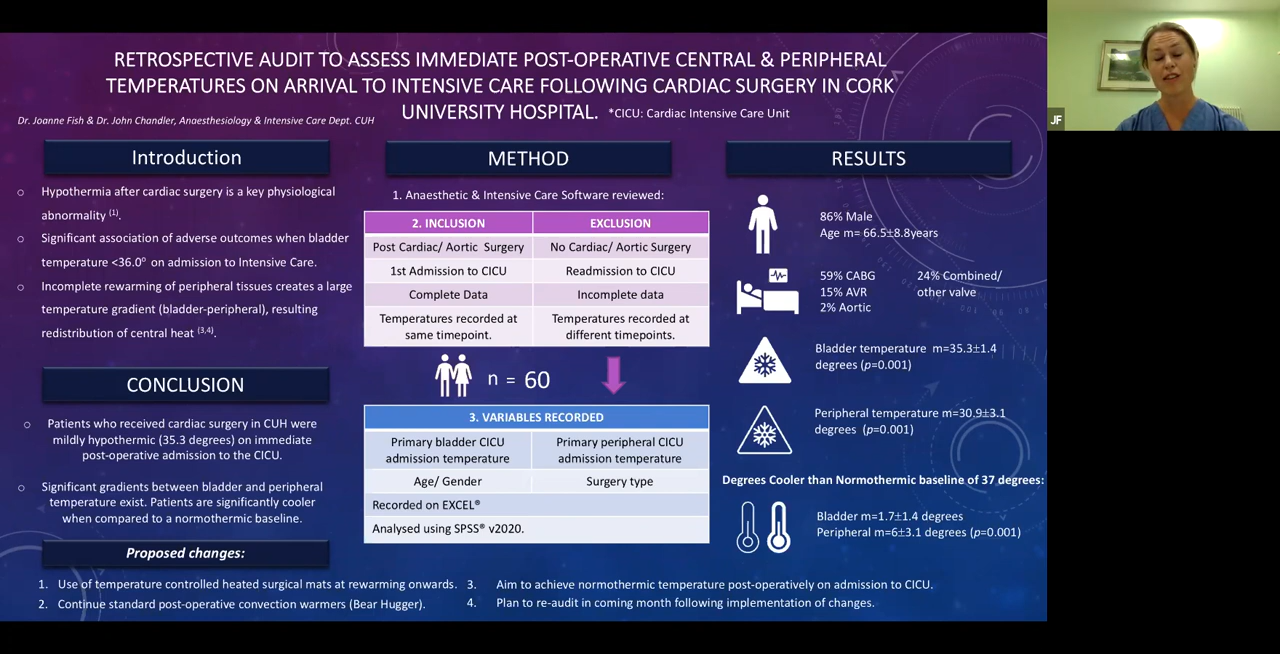 RETROSPECTIVE AUDIT TO ASSESS IMMEDIATE POST-OPERATIVE CENTRAL & PERIPHERAL
TEMPERATURES ON ARRIVAL TO INTENSIVE CARE FOLLOWING CARDIAC SURGERY IN CORK
UNIVERSITY HOSPITAL. *CICU: Cardiac Intensive Care Unit
Dr. Joanne Fish & Dr. John Chandler, Anaesthesiology & Intensive Care Dept. CUH
Introduction
o Hypothermia after cardiac surgery is a key physiological
abnormality (1).
o Significant association of adverse outcomes when bladder
temperature <36.0° on admission to Intensive Care.
o Incomplete rewarming of peripheral tissues creates a large
temperature gradient (bladder-peripheral), resulting
redistribution of central heat (3,4).
CONCLUSION
o Patients who received cardiac surgery in CUH were
mildly hypothermic (35.3 degrees) on immediate
post-operative admission to the CICU.
o Significant gradients between bladder and peripheral
temperature exist. Patients are significantly cooler
when compared to a normothermic baseline.
METHOD
1. Anaesthetic & Intensive Care Software reviewed:
2. INCLUSION EXCLUSION
Post Cardiac/ Aortic Surgery No Cardiac/ Aortic Surgery
1st Admission to CICU Readmission to CICU
Complete Data Incomplete data
Temperatures recorded at Temperatures recorded at
same timepoint. different timepoints.
n = 60
3. VARIABLES RECORDED
Primary bladder CICU Primary peripheral CICU
admission temperature admission temperature
Age/ Gender Surgery type
Recorded on EXCEL®
Analysed using SPSS® v2020.
RESULTS
86% Male
Age m= 66.5±8.8years
59% CABG 24% Combined/
15% AVR other valve
2% Aortic
Bladder temperature m=35.3±1.4
degrees (p=0.001)
Peripheral temperature m=30.9±3.1
degrees (p=0.001)
Degrees Cooler than Normothermic baseline of 37 degrees:
Bladder m=1.7±1.4 degrees
Peripheral m=6±3.1 degrees (p=0.001)
Proposed changes:
1. Use of temperature controlled heated surgical mats at rewarming onwards.
2. Continue standard post-operative convection warmers (Bear Hugger).
3. Aim to achieve normothermic temperature post-operatively on admission to CICU.
4. Plan to re-audit in coming month following implementation of changes.
JF